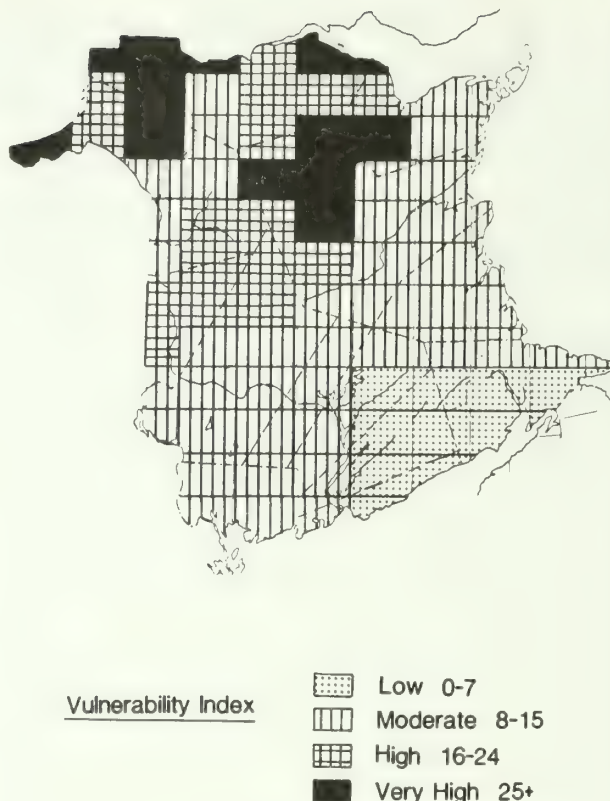 Vulnerability Index
Low 0-7
Moderate 8-15
High 16-24
Very High 25+